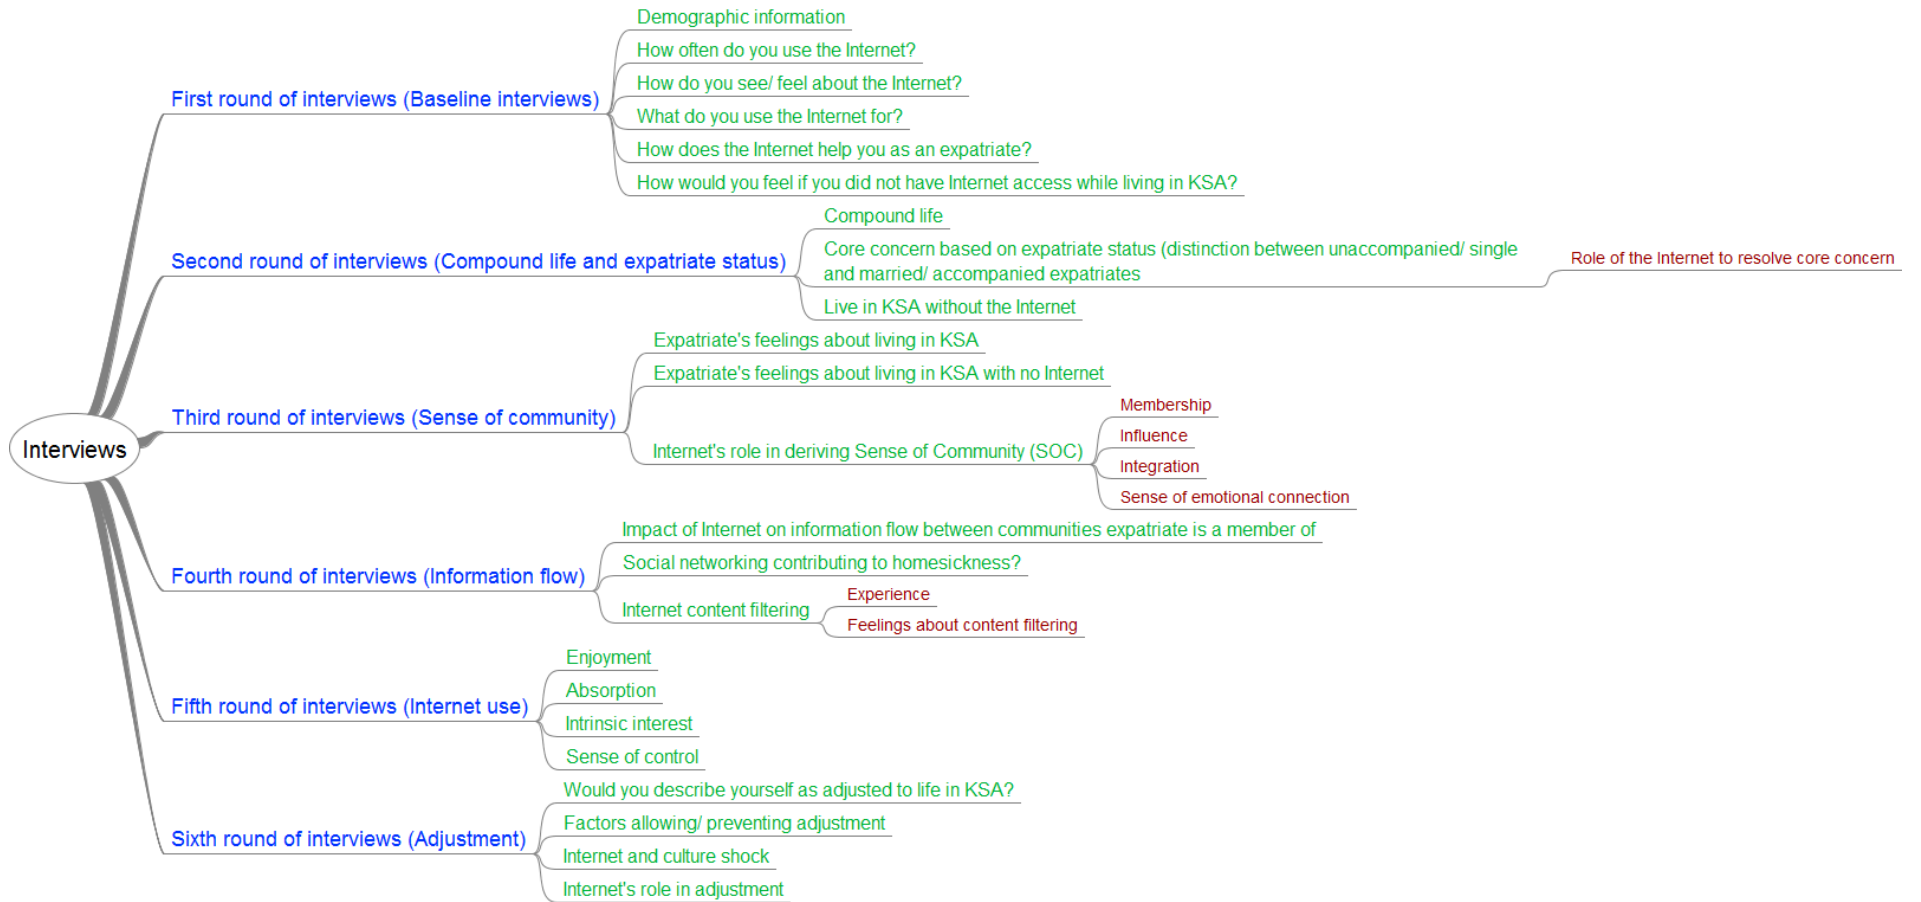 Interviews
First round of interviews (Baseline interviews)
Demographic information
How often do you use the Internet?
How do you see/ feel about the Internet?
What do you use the Internet for?
How does the Internet help you as an expatriate?
How would you feel if you did not have Internet access while living in KSA?
Second round of interviews (Compound life and expatriate status)
Compound life
Core concern based on expatriate status (distinction between unaccompanied/ single
and married/ accompanied expatriates
Role of the Internet to resolve core concern
Live in KSA without the Internet
Third round of interviews (Sense of community)
Expatriate's feelings about living in KSA
Expatriate's feelings about living in KSA with no Internet
Internet's role in deriving Sense of Community (SOC)
Membership
Influence
Integration
Sense of emotional connection
Fourth round of interviews (Information flow)
Impact of Internet on information flow between communities expatriate is a member of
Social networking contributing to homesickness?
Internet content filtering
Experience
Feelings about content filtering
Fifth round of interviews (Internet use)
Enjoyment
Absorption
Intrinsic interest
Sense of control
Sixth round of interviews (Adjustment)
Would you describe yourself as adjusted to life in KSA?
Factors allowing/ preventing adjustment
Internet and culture shock
Internet's role in adjustment